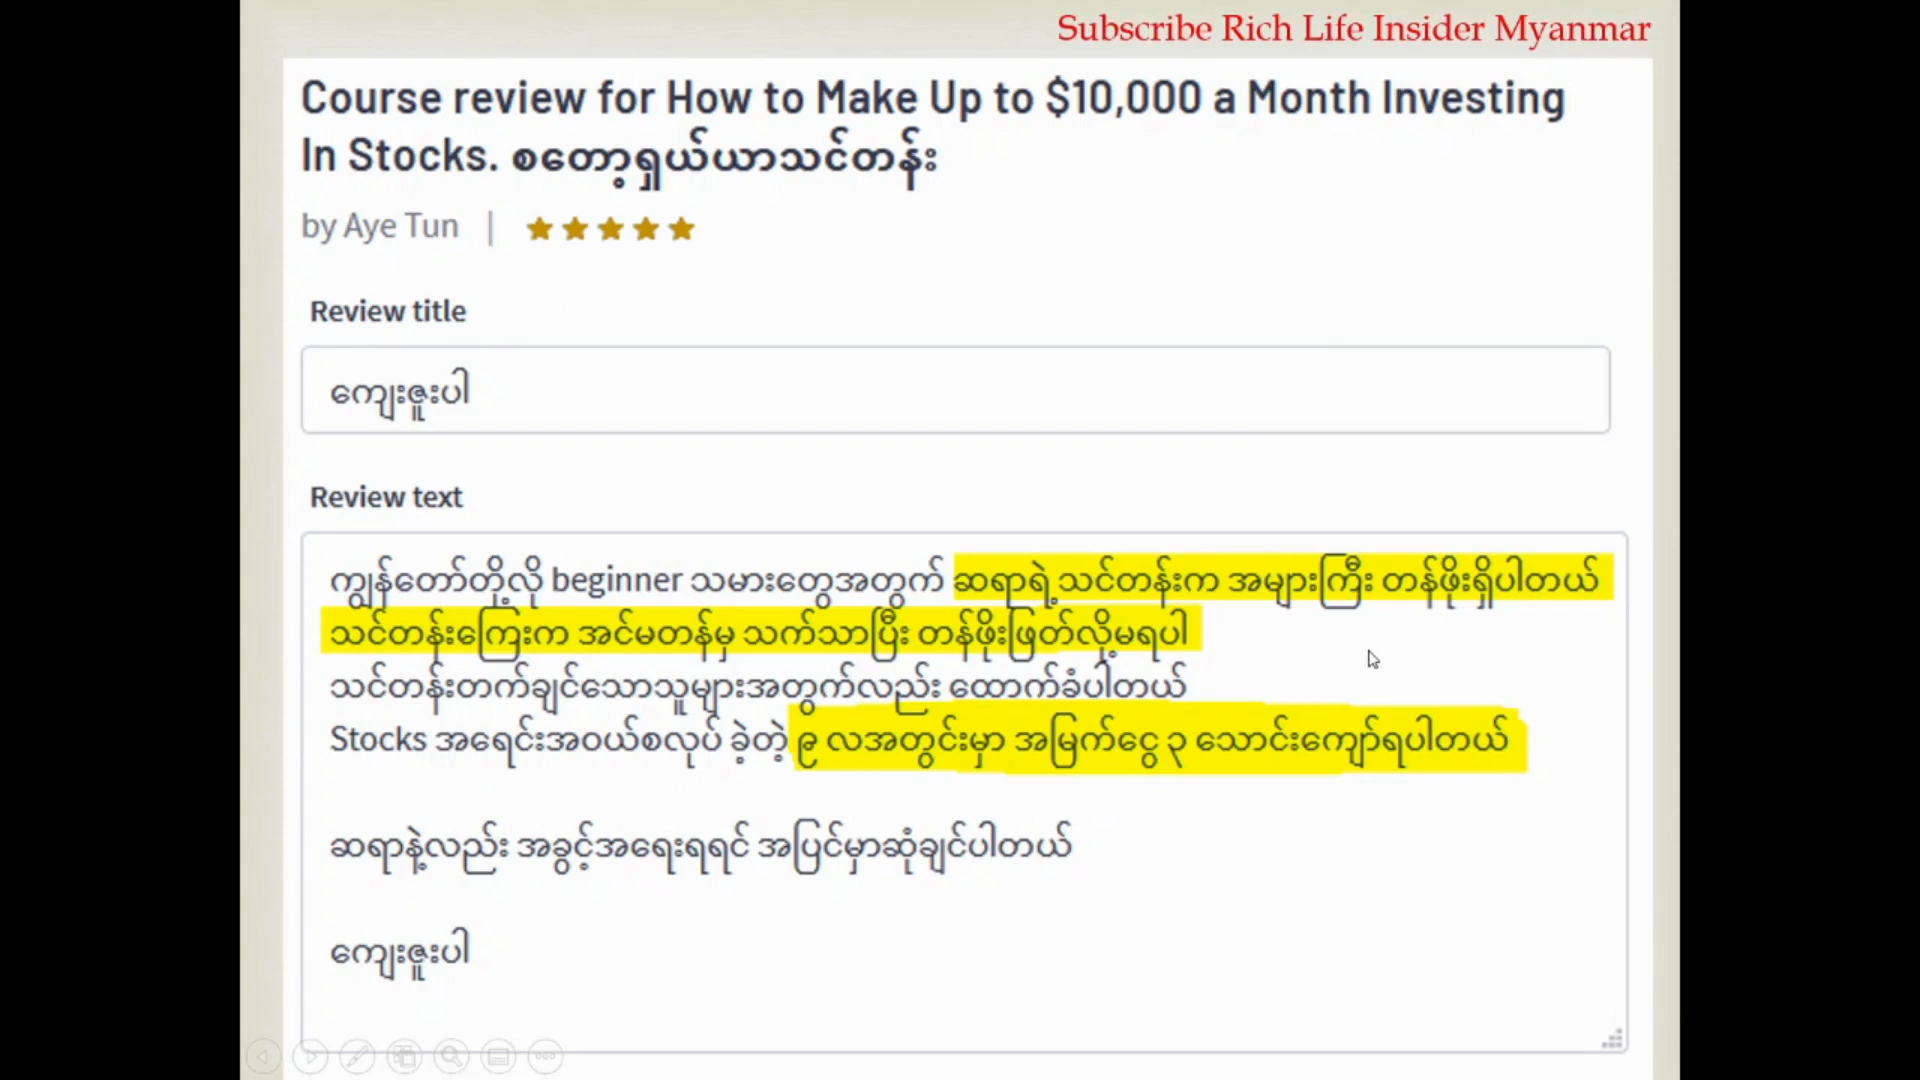 Subscribe Rich Life Insider Myanmar
Course review for How to Make Up to $10,000 a Month Investing
In Stocks. စတော့ရှယ်ယာသင်တန်း
by Aye Tun |
Review title
ကျေးဇူးပါ
Review text
ကျွန်တော်တို့လို beginner သမားတွေအတွက် ဆရာရဲ့သင်တန်းက အများကြီး တန်ဖိုးရှိပါတယ်
သင်တန်းကြေးက အင်မတန်မှ သက်သာပြီး တန်ဖိုးဖြတ်လို့မရပါ
သင်တန်းတက်ချင်သောသူများအတွက်လည်း ထောက်ခံပါတယ်
Stocks အရောင်းအဝယ်စလုပ် ခဲ့တဲ့ ၉ လအတွင်းမှာ အမြက်ငွေ ၃ သောင်းကျော်ရပါတယ်
ဆရာနဲ့လည်း အခွင့်အရေးရရင် အပြင်မှာဆုံချင်ပါတယ်
ကျေးဇူးပါ